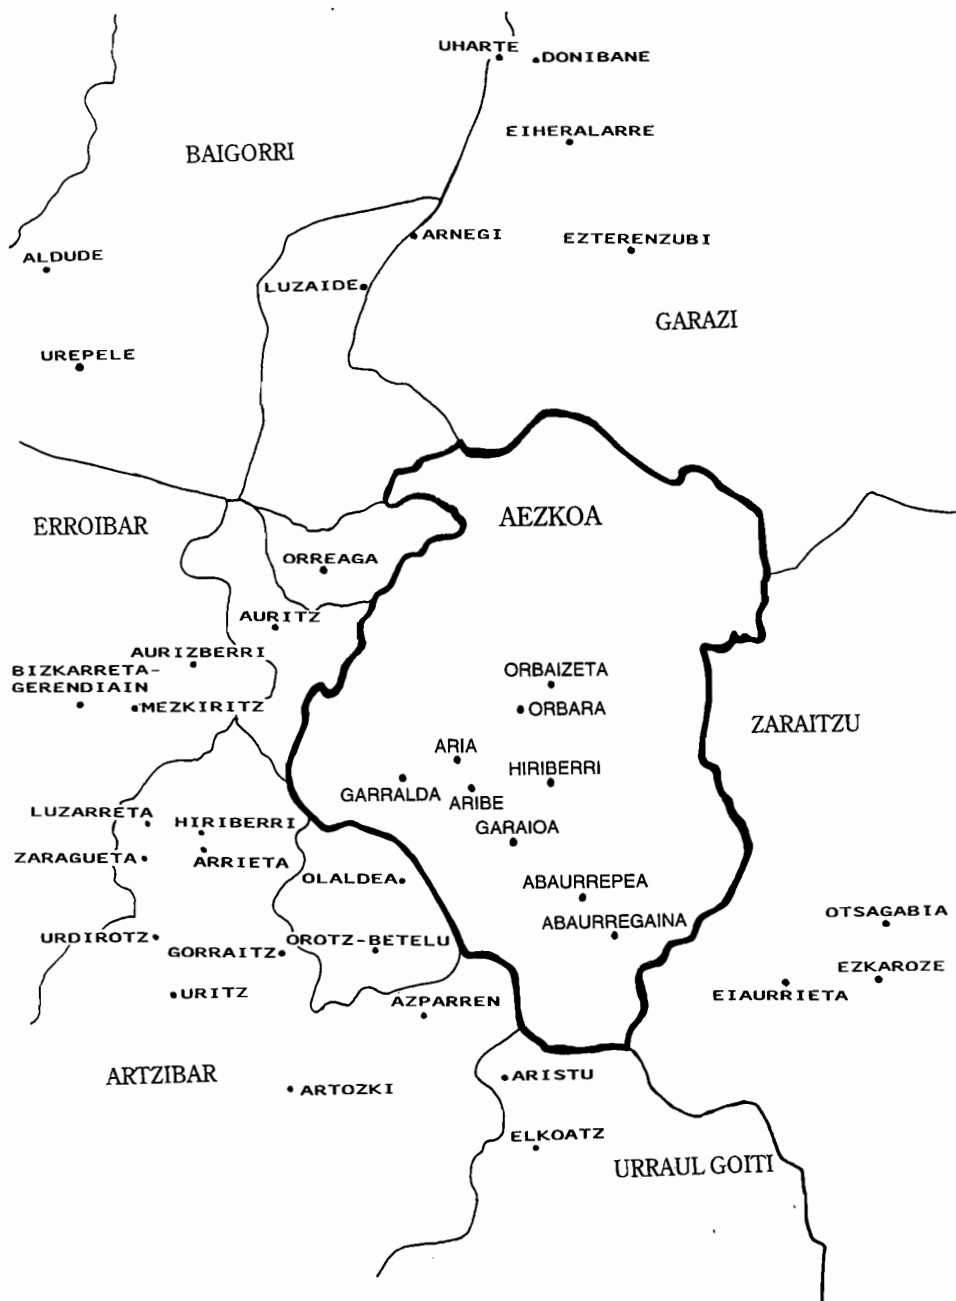 UHARTE
DONIBANE
EIHERALARRE
BAIGORRI
ARNEGI
EZTERENZUBI
ALDUDE
LUZAIDE
GARAZI
UREPELE
AEZKOA
ERROIBAR
ORREAGA
AURITZ
AURIZBERRI
BIZKARRETA-
GERENDIAIN
MEZKIRITZ
ORBAIZETA
ORBARA
ZARAITZU
ARIA
HIRIBERRI
GARRALDA
ARIBE
GARAIOA
LUZARRETA
HIRIBERRI
ZARAGUETA
ARRIETA
OLALDEA
ABAURREPEA
ABAURREGAINA
OTSAGABIA
URDIROTZ
GORRAITZ
OROTZ-BETELU
EZKAROZE
EIAURRIETA
URITZ
AZPARREN
ARTZIBAR
ARTOZKI
ARISTU
ELKOATZ
URRAUL GOITI